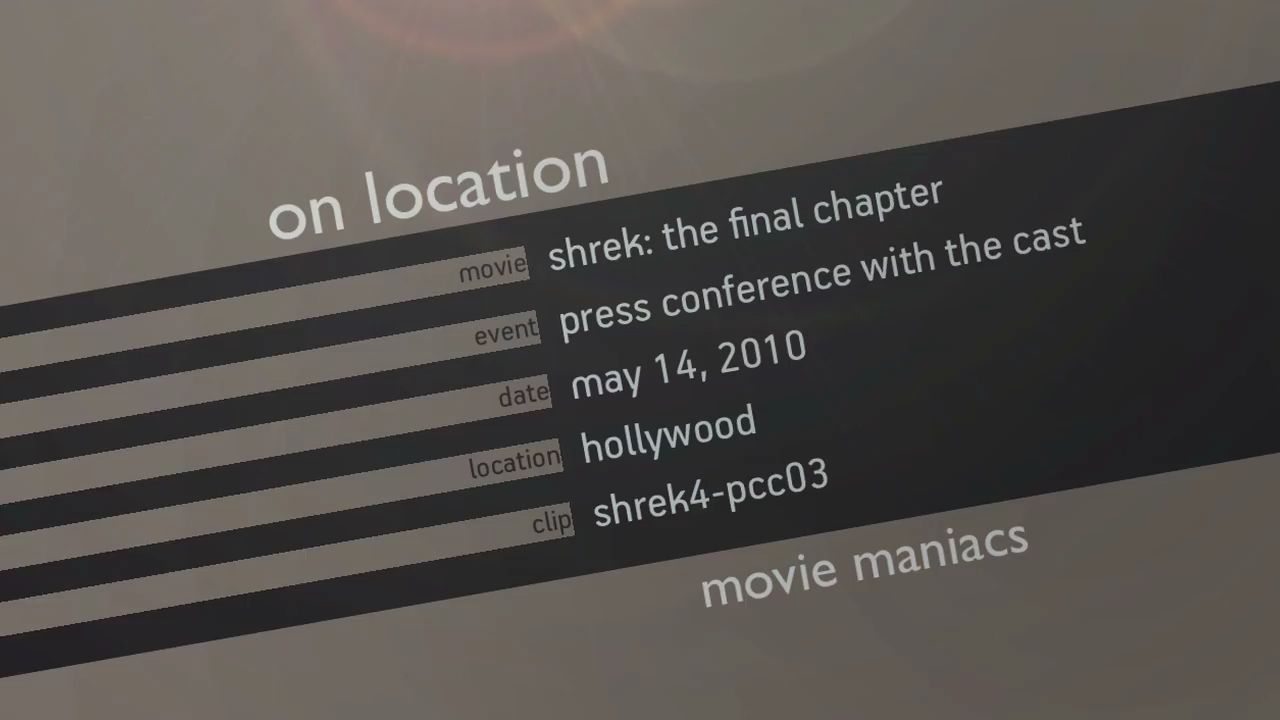 on location
movie shrek: the final chapter
event press conference with the cast
date may 14, 2010
location hollywood
clip shrek4-pcc03
movie maniacs